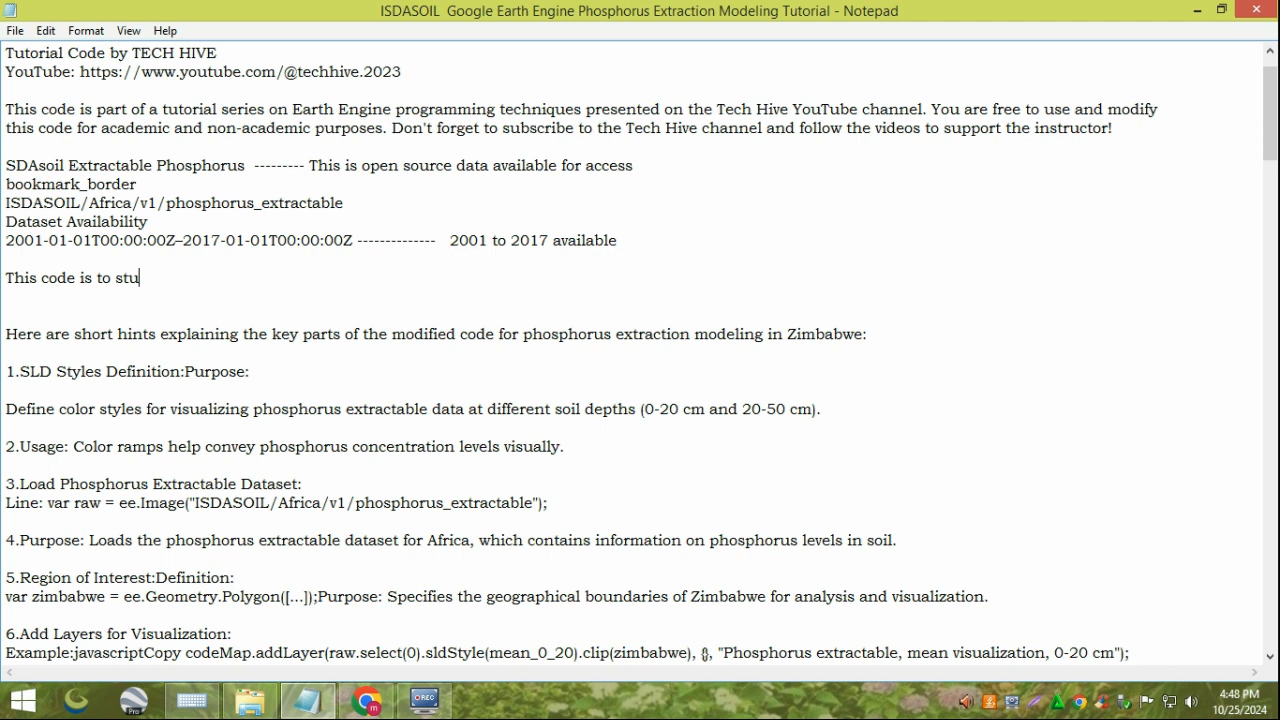 ISDASOIL  Google Earth Engine Phosphorus Extraction Modeling Tutorial - Notepad
File Edit Format View Help
Tutorial Code by TECH HIVE
YouTube: https://www.youtube.com/@techhive.2023
This code is part of a tutorial series on Earth Engine programming techniques presented on the Tech Hive YouTube channel. You are free to use and modify
this code for academic and non-academic purposes. Don't forget to subscribe to the Tech Hive channel and follow the videos to support the instructor!
SDAsoil Extractable Phosphorus  --------- This is open source data available for access
bookmark_border
ISDASOIL/Africa/v1/phosphorus_extractable
Dataset Availability
2001-01-01T00:00:00Z–2017-01-01T00:00:00Z --------------   2001 to 2017 available
This code is to stu
Here are short hints explaining the key parts of the modified code for phosphorus extraction modeling in Zimbabwe:
1.SLD Styles Definition:Purpose:
Define color styles for visualizing phosphorus extractable data at different soil depths (0-20 cm and 20-50 cm).
2.Usage: Color ramps help convey phosphorus concentration levels visually.
3.Load Phosphorus Extractable Dataset:
Line: var raw = ee.Image("ISDASOIL/Africa/v1/phosphorus_extractable");
4.Purpose: Loads the phosphorus extractable dataset for Africa, which contains information on phosphorus levels in soil.
5.Region of Interest:Definition:
var zimbabwe = ee.Geometry.Polygon([...]);Purpose: Specifies the geographical boundaries of Zimbabwe for analysis and visualization.
6.Add Layers for Visualization:
Example:javascriptCopy codeMap.addLayer(raw.select(0).sldStyle(mean_0_20).clip(zimbabwe), {}, "Phosphorus extractable, mean visualization, 0-20 cm");
Pro
m
REC
4:48 PM
10/25/2024